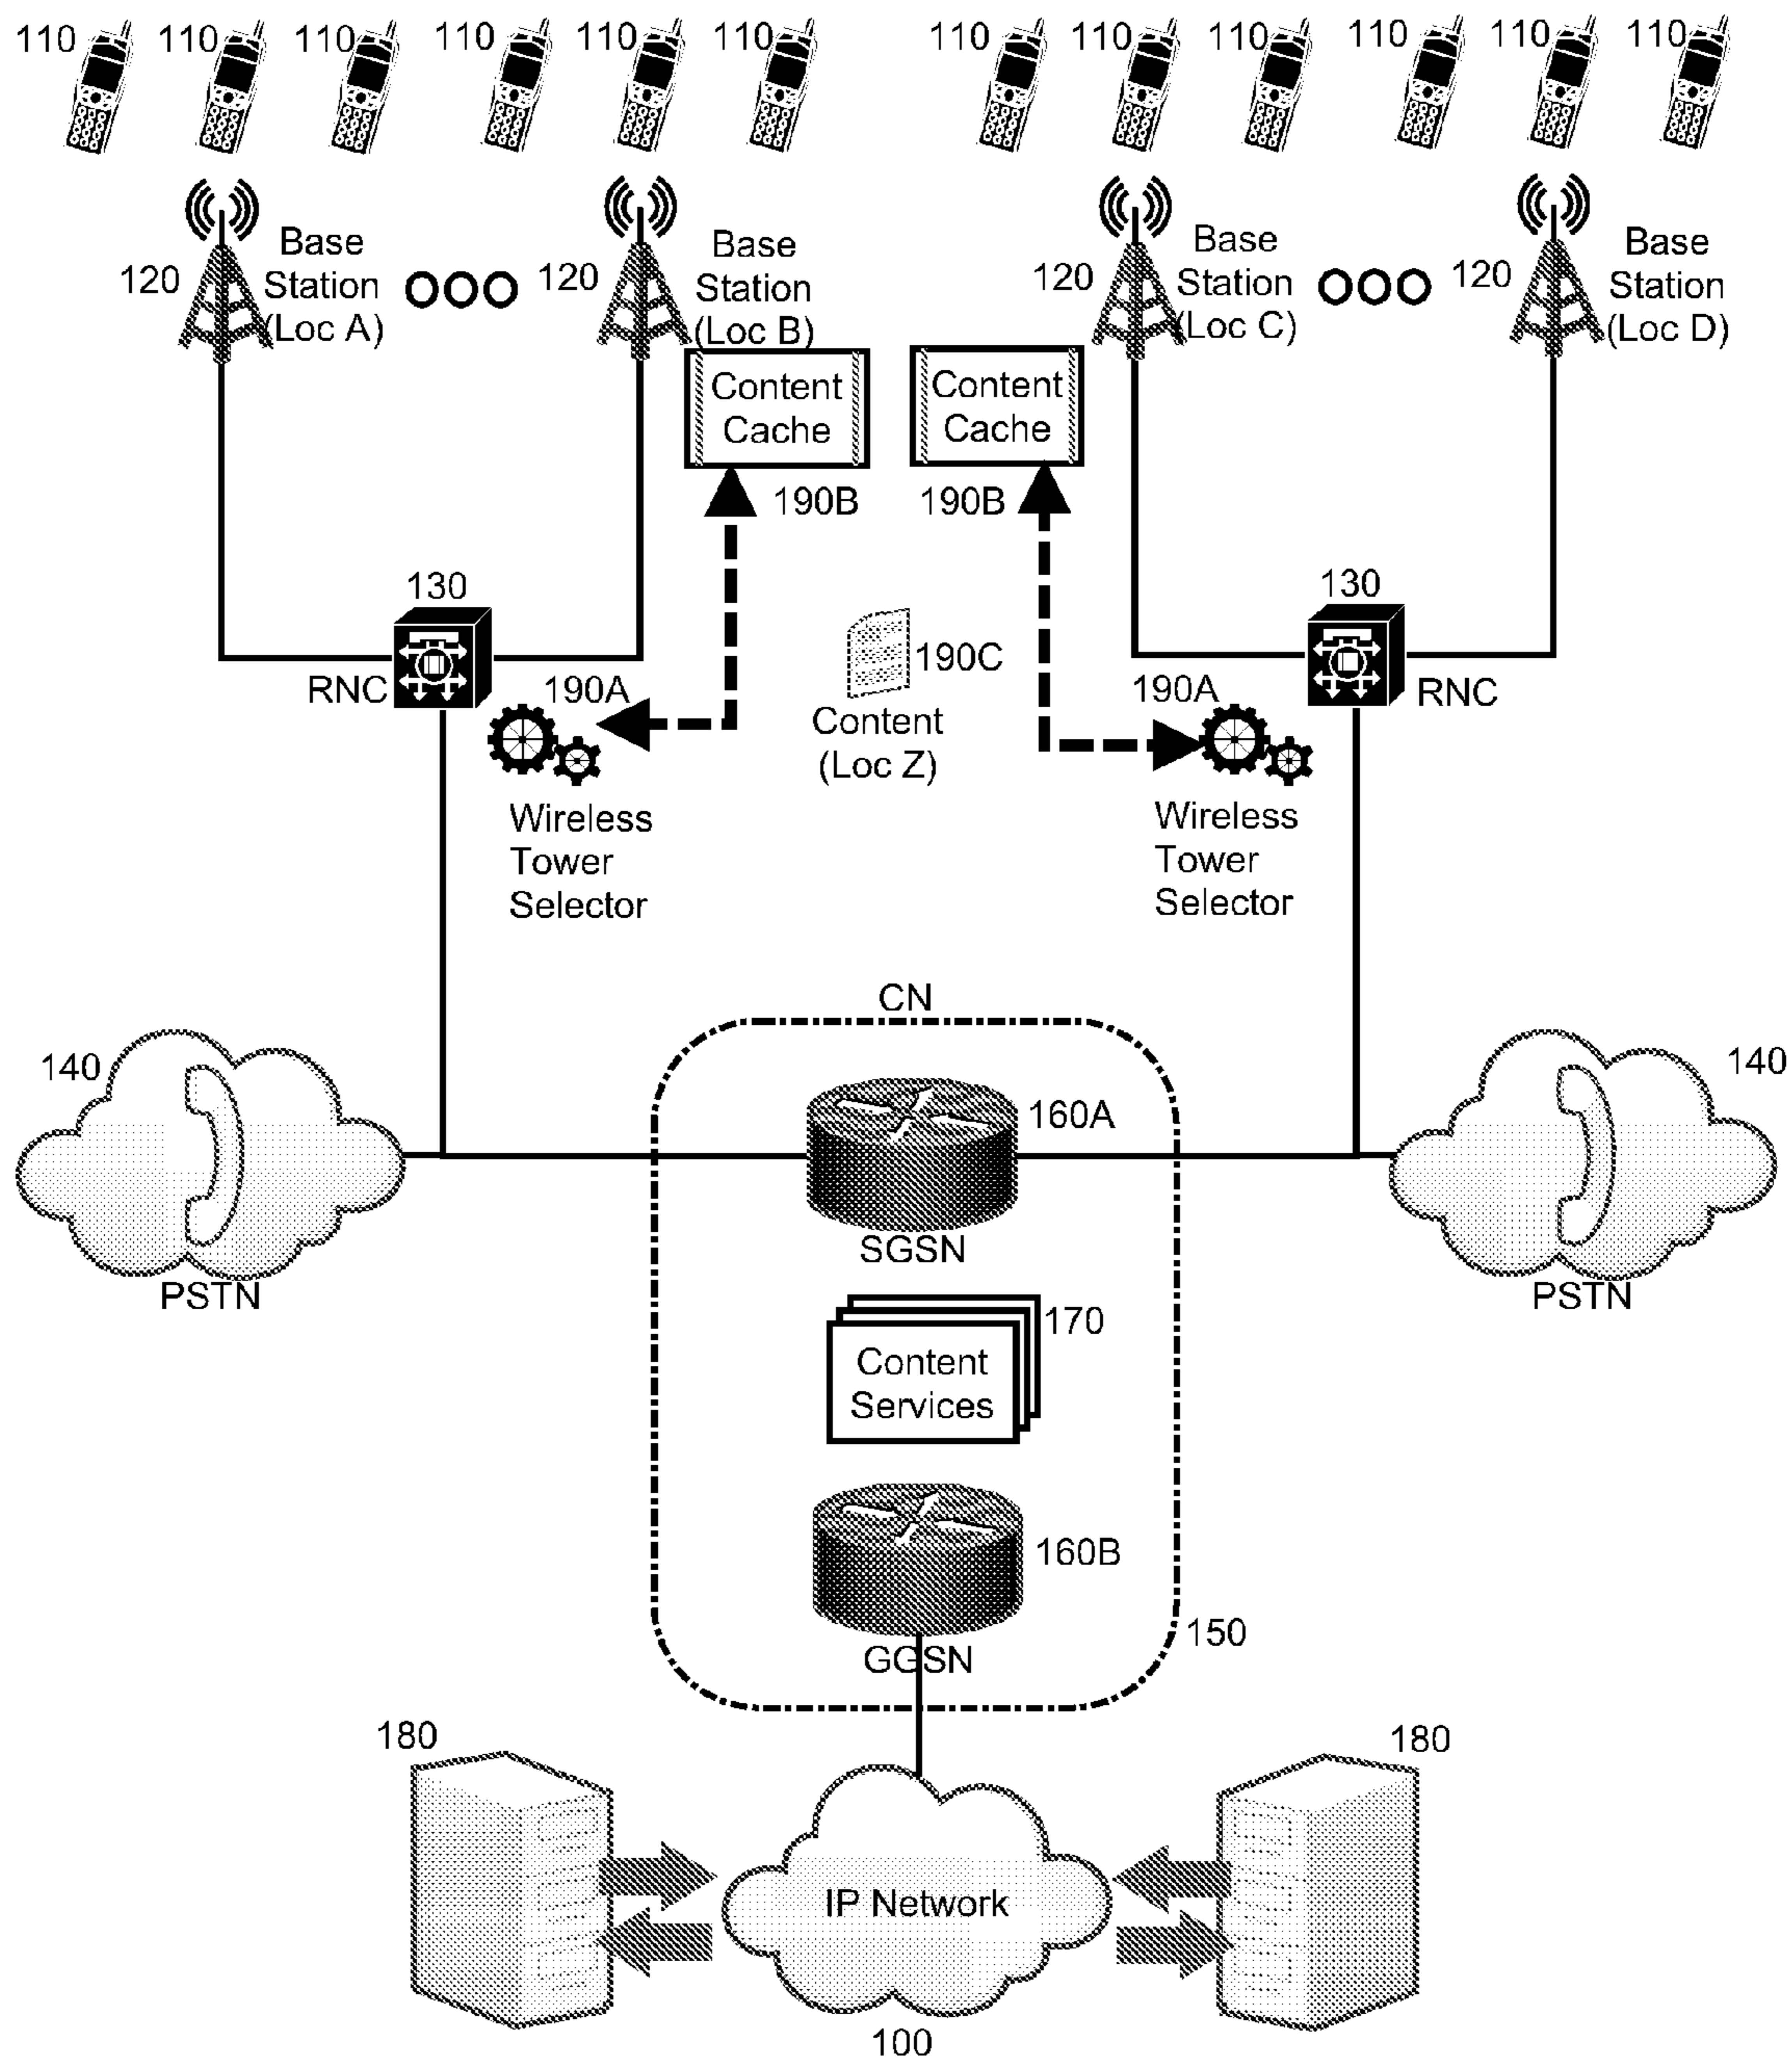 110 110 110 110 110 110 110 110 110 110 110 110
120
Base
Station
(Loc A)
120
Base
Station
(Loc B)
120
Base
Station
(Loc C)
120
Base
Station
(Loc D)
Content
Cache
190B
Content
Cache
190B
130
RNC
190A
Wireless
Tower
Selector
190C
Content
(Loc Z)
130
RNC
190A
Wireless
Tower
Selector
CN
140
PSTN
160A
SGSN
140
PSTN
170
Content
Services
160B
GGSN
150
180
180
IP Network
100